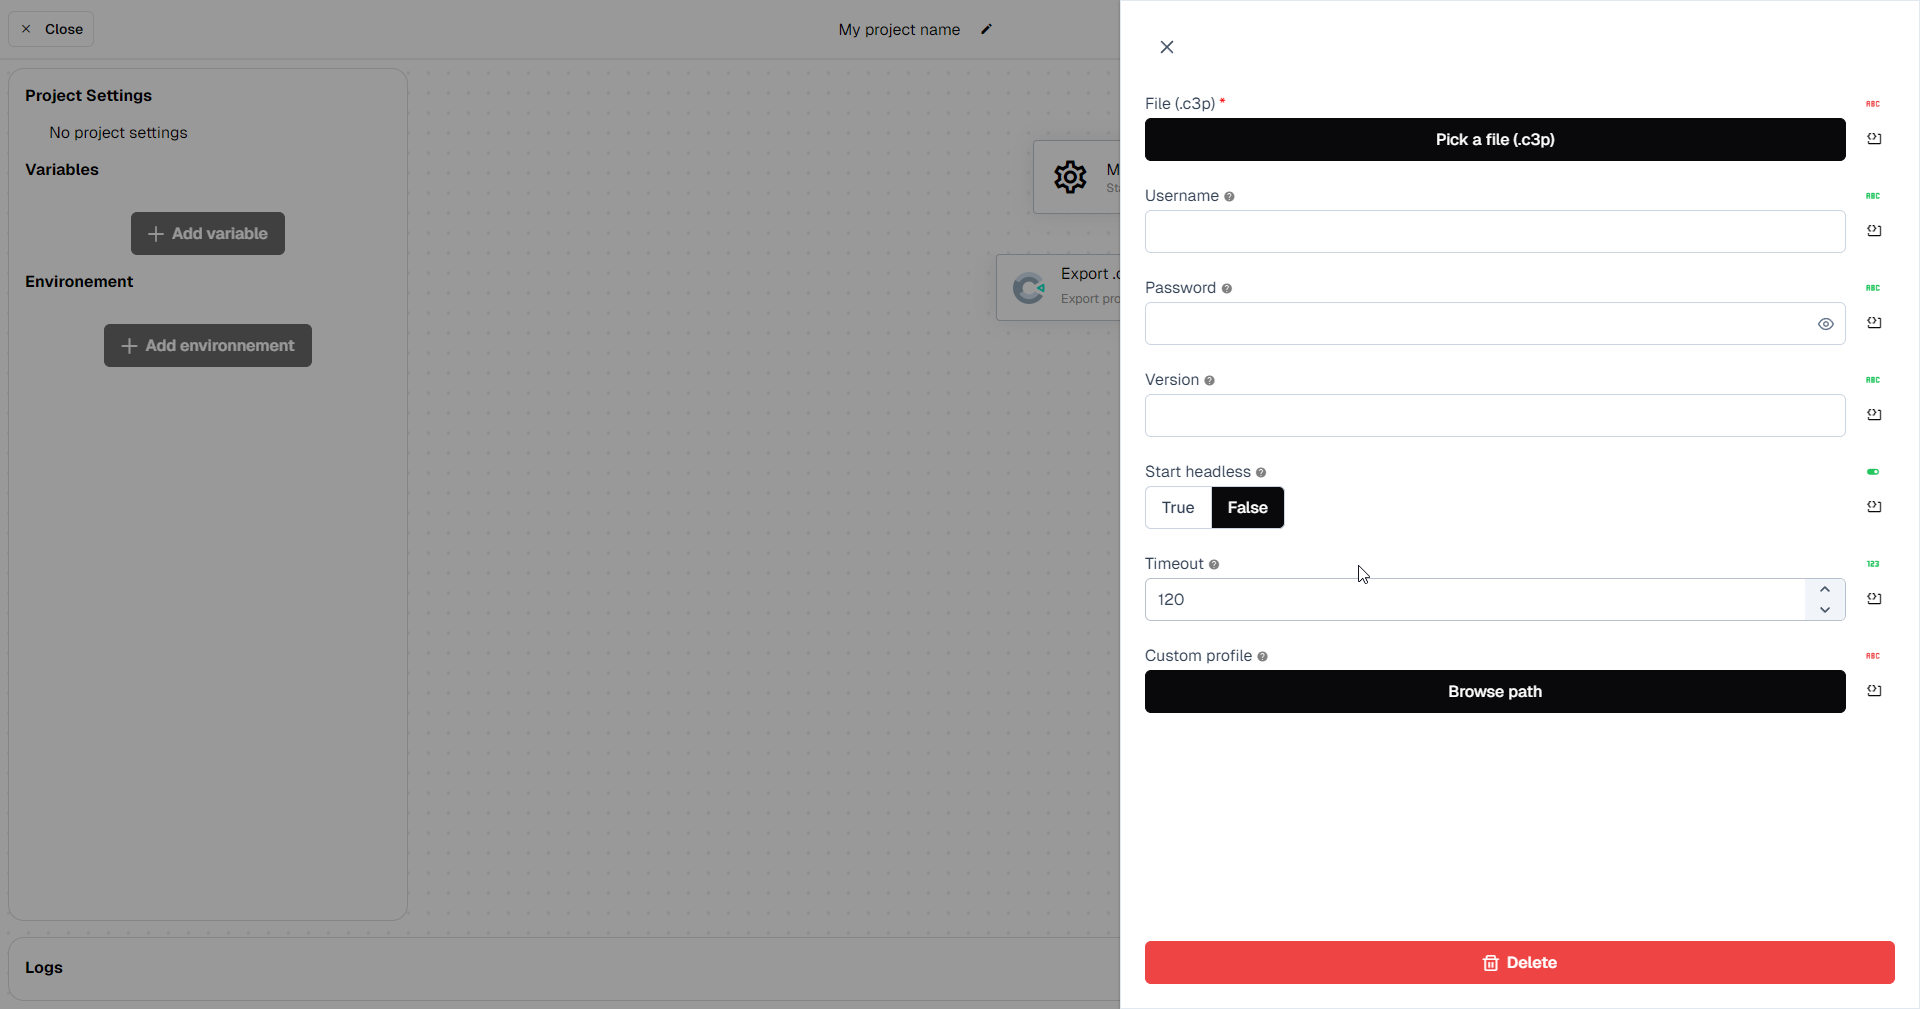 Close
My project name
Project Settings
No project settings
Variables
Add variable
Environement
Add environnement
M
Sta
Export .c
Export pro
Logs
File (.c3p) *
ABC
Pick a file (.c3p)
Username
ABC
Password
ABC
Version
ABC
Start headless
True
False
Timeout
123
120
Custom profile
ABC
Browse path
Delete